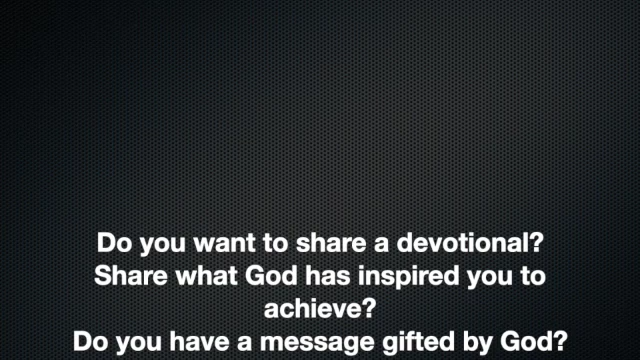 Do you want to share a devotional?
Share what God has inspired you to
achieve?
Do you have a message gifted by God?